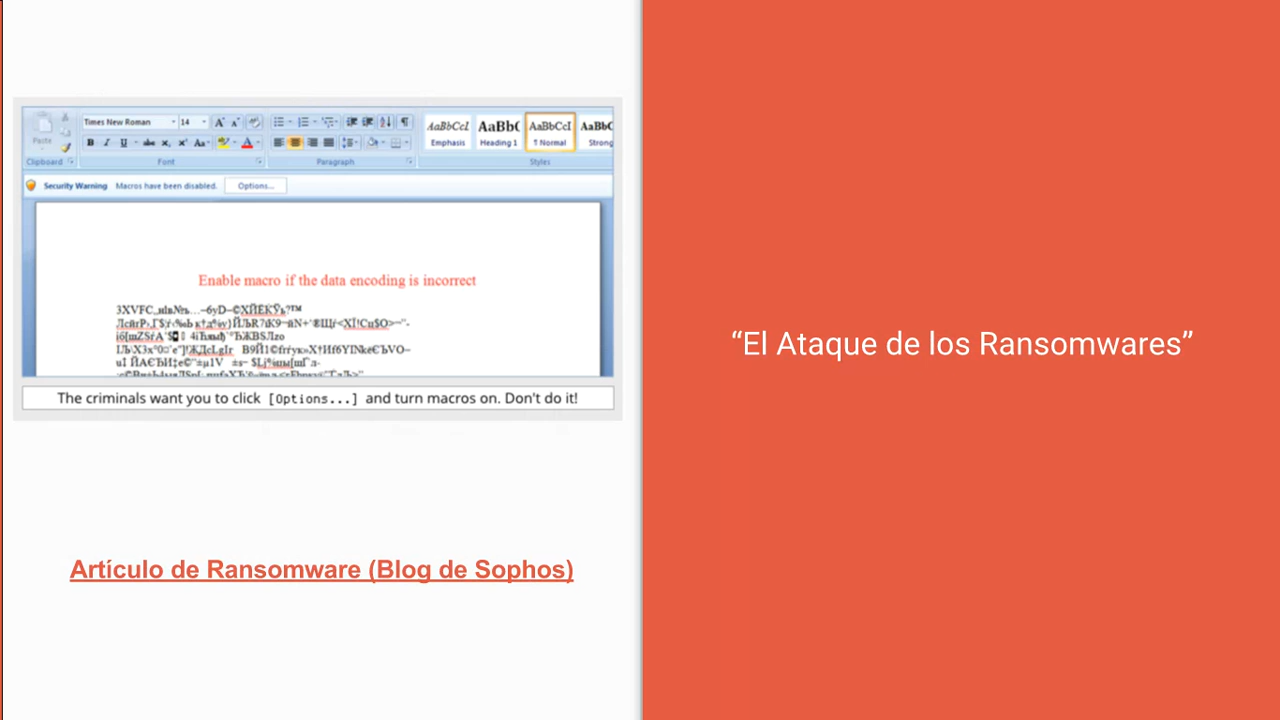 Times New Roman
14
AaBbCcI
AaBb(
AaBbCcI
AaBbC
Paste
B I U abc x, x' Aa A
Emphasis
Heading 1
¶ Normal
Strong
Clipboard
Font
Paragraph
Styles
Security Warning Macros have been disabled. Options...
Enable macro if the data encoding is incorrect
The criminals want you to click [Options...] and turn macros on. Don't do it!
“El Ataque de los Ransomwares”
Artículo de Ransomware (Blog de Sophos)